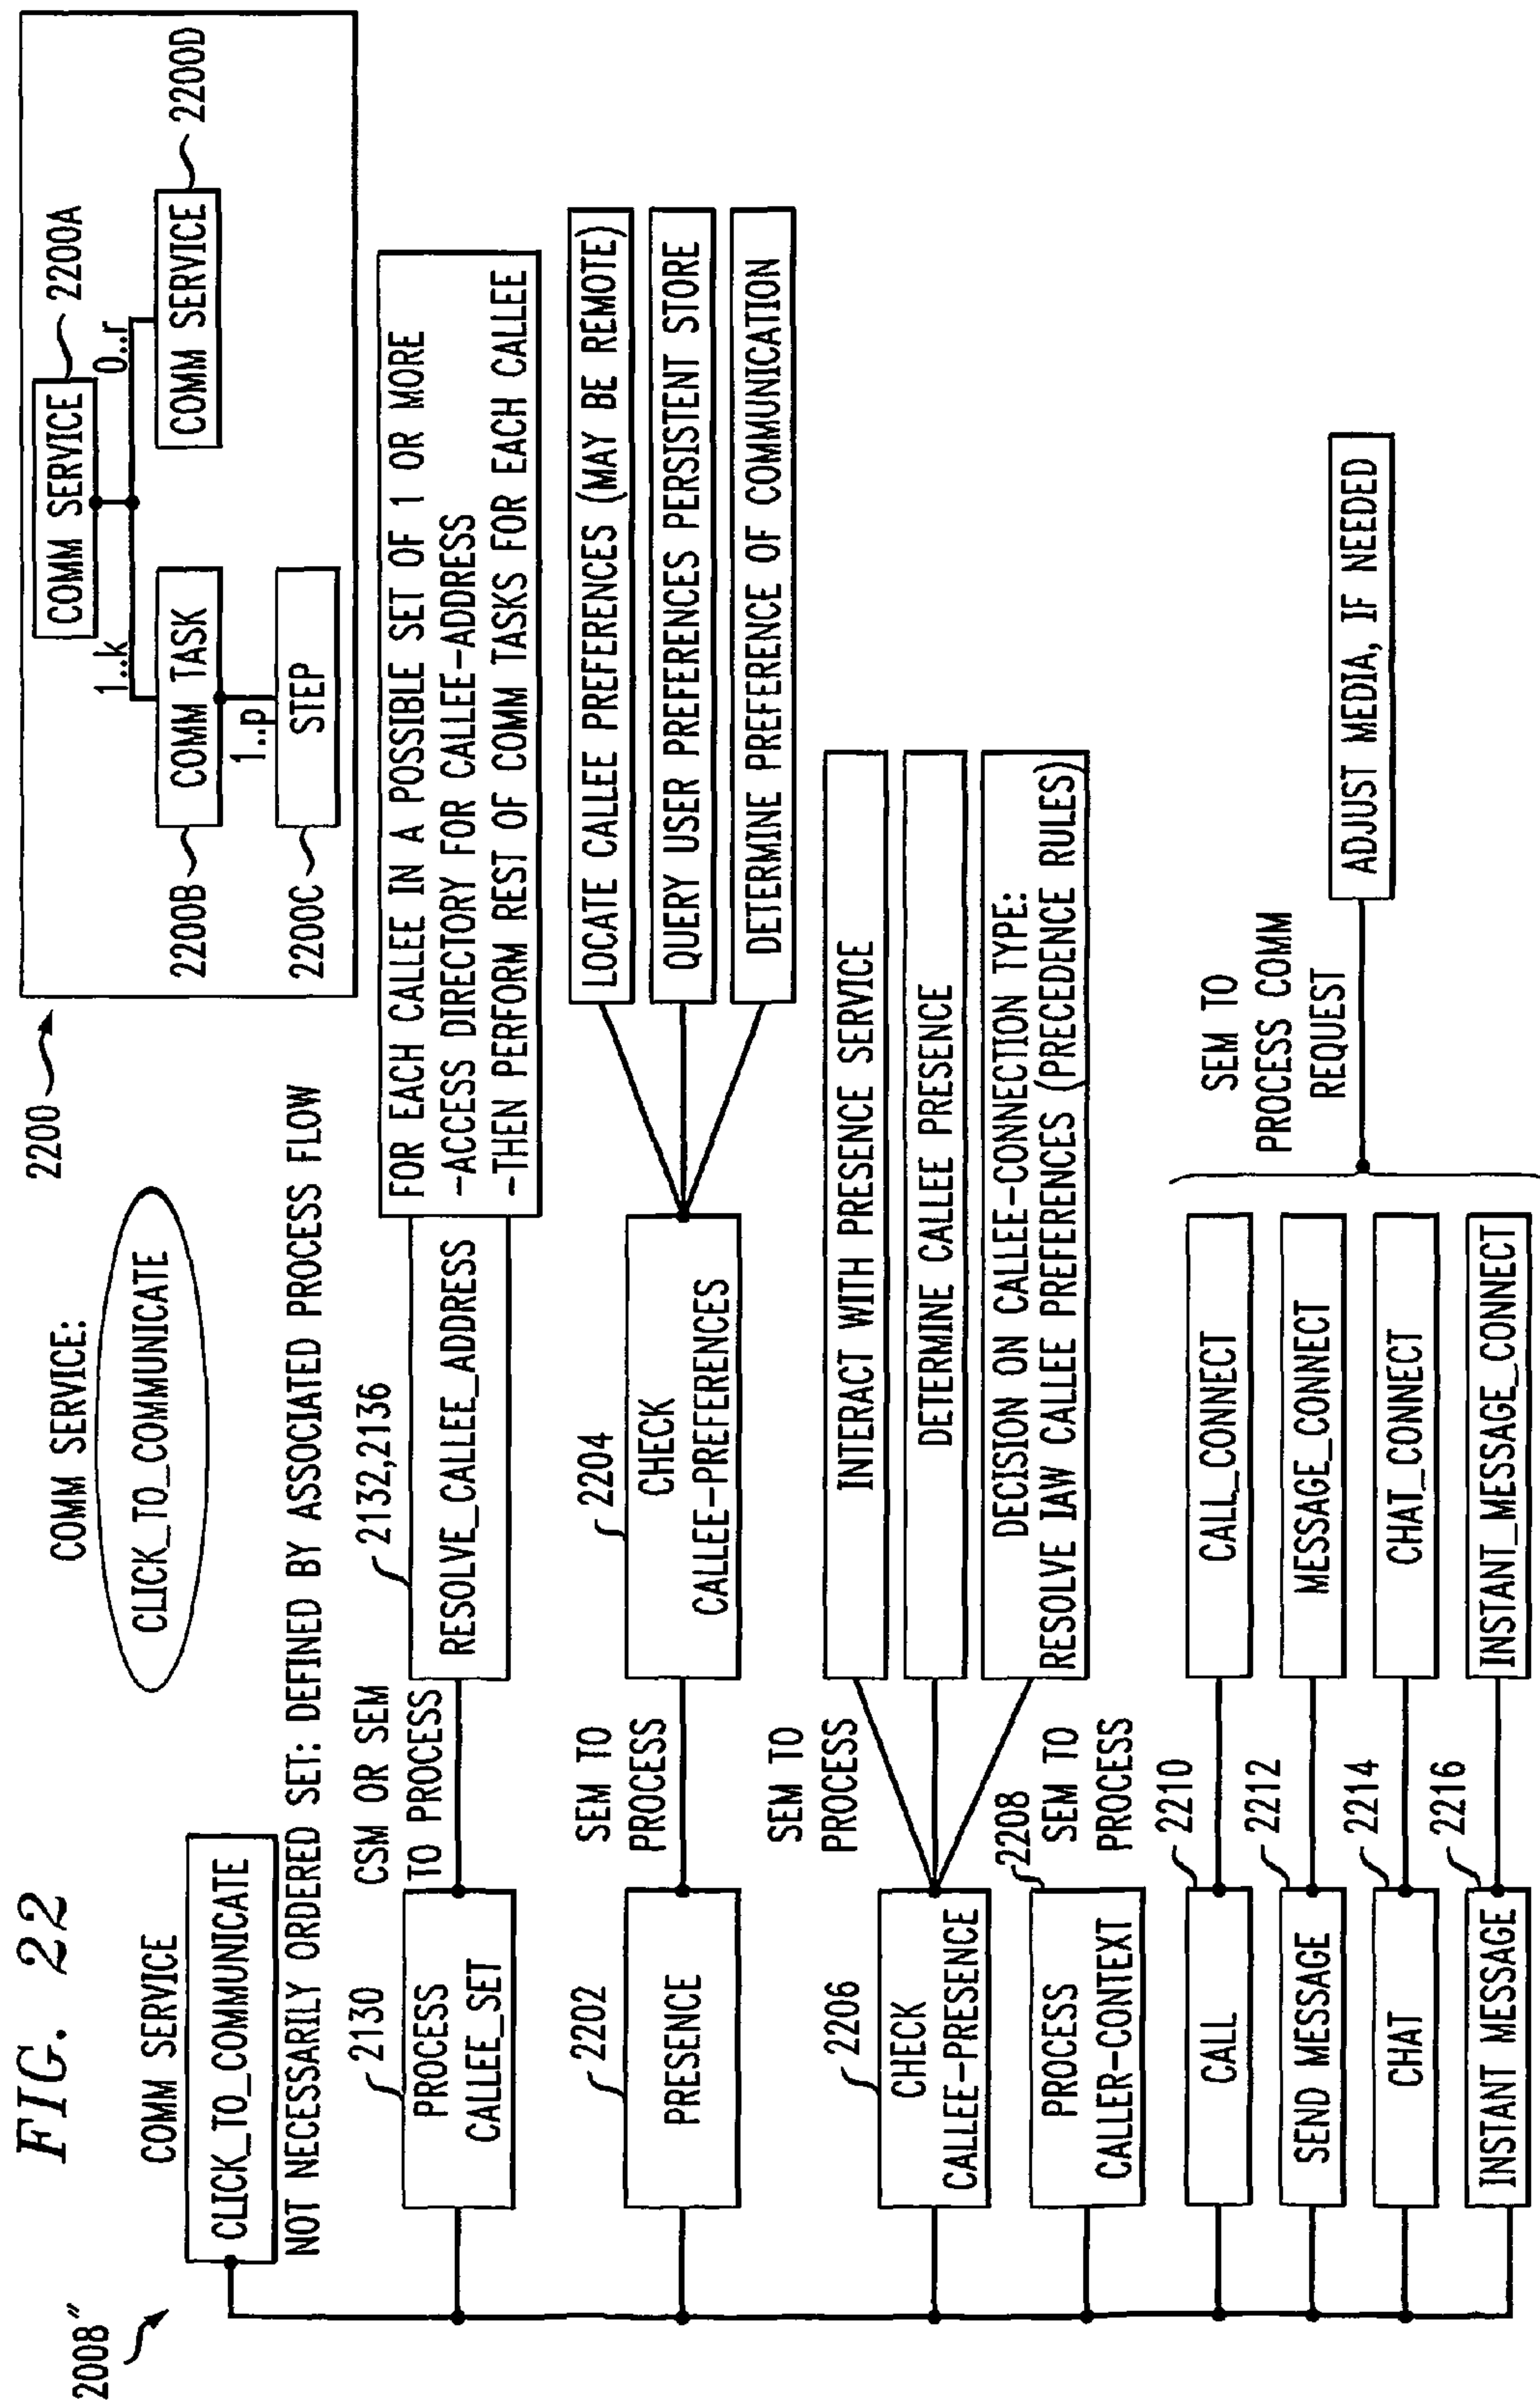 FIG. 22
2008"
COMM SERVICE
CLICK_TO_COMMUNICATE
COMM SERVICE:
CLICK_TO_COMMUNICATE
2200
COMM SERVICE
2200A
1..k
0..r
COMM TASK
2200B
COMM SERVICE
2200D
1..p
STEP
2200C
NOT NECESSARILY ORDERED SET: DEFINED BY ASSOCIATED PROCESS FLOW
2130
PROCESS
CALLEE_SET
CSM OR SEM
TO PROCESS
2132,2136
RESOLVE_CALLEE_ADDRESS
FOR EACH CALLEE IN A POSSIBLE SET OF 1 OR MORE
-ACCESS DIRECTORY FOR CALLEE-ADDRESS
-THEN PERFORM REST OF COMM TASKS FOR EACH CALLEE
2202
PRESENCE
SEM TO
PROCESS
2204
CHECK
CALLEE-PREFERENCES
LOCATE CALLEE PREFERENCES (MAY BE REMOTE)
QUERY USER PREFERENCES PERSISTENT STORE
DETERMINE PREFERENCE OF COMMUNICATION
2206
CHECK
CALLEE-PRESENCE
SEM TO
PROCESS
INTERACT WITH PRESENCE SERVICE
DETERMINE CALLEE PRESENCE
DECISION ON CALLEE-CONNECTION TYPE:
RESOLVE IAW CALLEE PREFERENCES (PRECEDENCE RULES)
2208
PROCESS
CALLER-CONTEXT
SEM TO
PROCESS
2210
CALL
CALL_CONNECT
2212
SEND MESSAGE
MESSAGE_CONNECT
2214
CHAT
CHAT_CONNECT
2216
INSTANT MESSAGE
INSTANT_MESSAGE_CONNECT
SEM TO
PROCESS COMM
REQUEST
ADJUST MEDIA, IF NEEDED